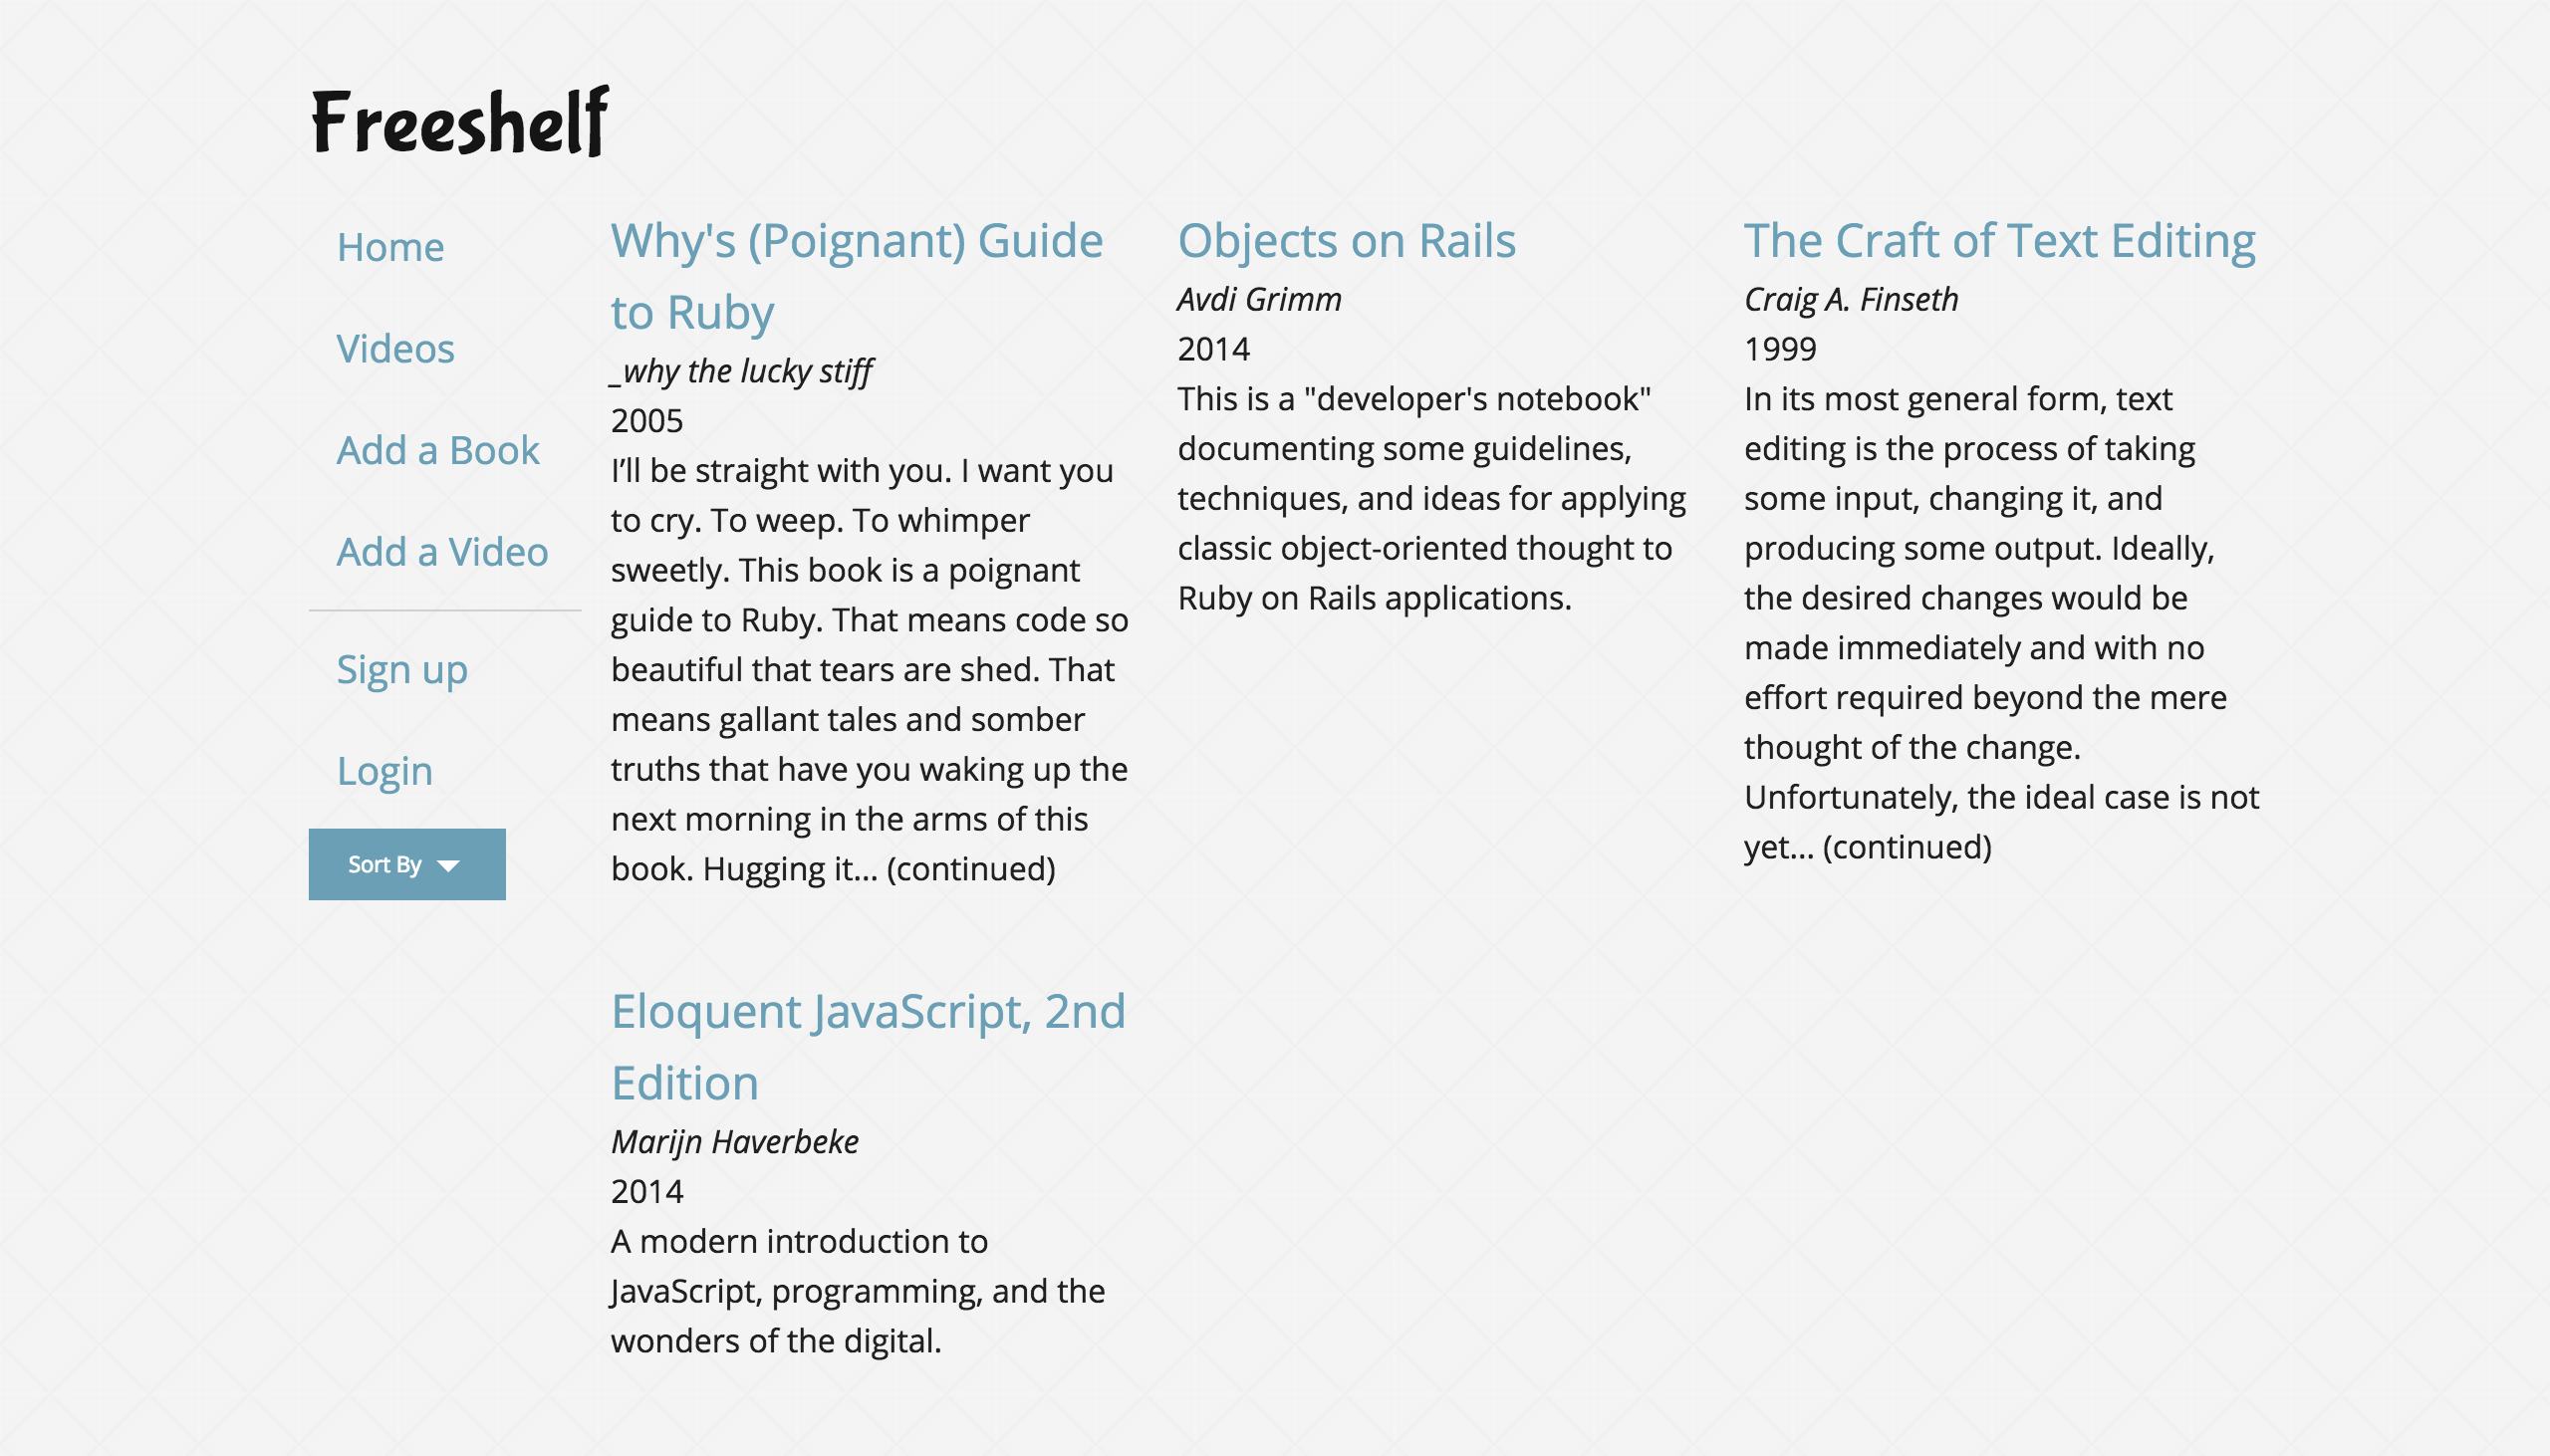 Freeshelf
Home
Videos
Add a Book
Add a Video
Sign up
Login
Sort By
Why's (Poignant) Guide
to Ruby
_why the lucky stiff
2005
I’ll be straight with you. I want you
to cry. To weep. To whimper
sweetly. This book is a poignant
guide to Ruby. That means code so
beautiful that tears are shed. That
means gallant tales and somber
truths that have you waking up the
next morning in the arms of this
book. Hugging it... (continued)
Objects on Rails
Avdi Grimm
2014
This is a "developer's notebook"
documenting some guidelines,
techniques, and ideas for applying
classic object-oriented thought to
Ruby on Rails applications.
The Craft of Text Editing
Craig A. Finseth
1999
In its most general form, text
editing is the process of taking
some input, changing it, and
producing some output. Ideally,
the desired changes would be
made immediately and with no
effort required beyond the mere
thought of the change.
Unfortunately, the ideal case is not
yet... (continued)
Eloquent JavaScript, 2nd
Edition
Marijn Haverbeke
2014
A modern introduction to
JavaScript, programming, and the
wonders of the digital.